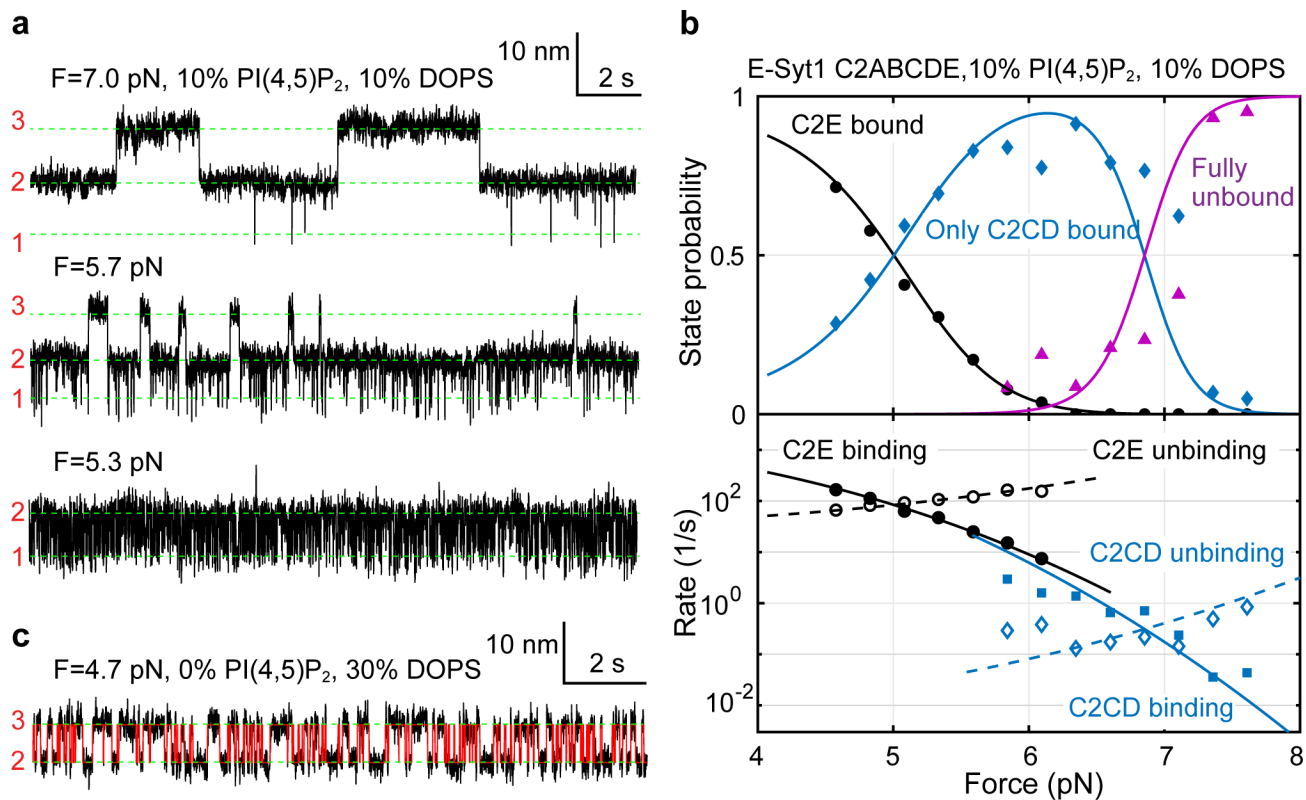 a
10 nm
2 s
F=7.0 pN, 10% PI(4,5)P₂, 10% DOPS
3
2
1
F=5.7 pN
3
2
1
F=5.3 pN
2
1
c
10 nm
2 s
F=4.7 pN, 0% PI(4,5)P₂, 30% DOPS
3
2
b
E-Syt1 C2ABCDE,10% PI(4,5)P₂, 10% DOPS
1
C2E bound
Fully
unbound
Only C2CD bound
0.5
State probability
0
C2E binding
C2E unbinding
10²
C2CD unbinding
10⁰
Rate (1/s)
10⁻²
C2CD binding
4
5
6
7
8
Force (pN)